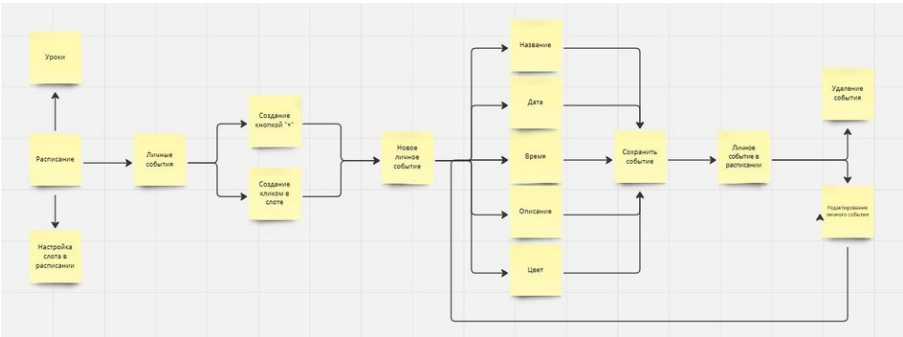 Уроки
Расписание
Настройка
слота в
расписании
Личные
события
Создание
кнопкой "+"
Создание
кликом в
слоте
Новое
личное
событие
Название
Дата
Время
Описание
Цвет
Сохранить
событие
Личное
событие в
расписании
Удаление
события
Редактирование
личного события